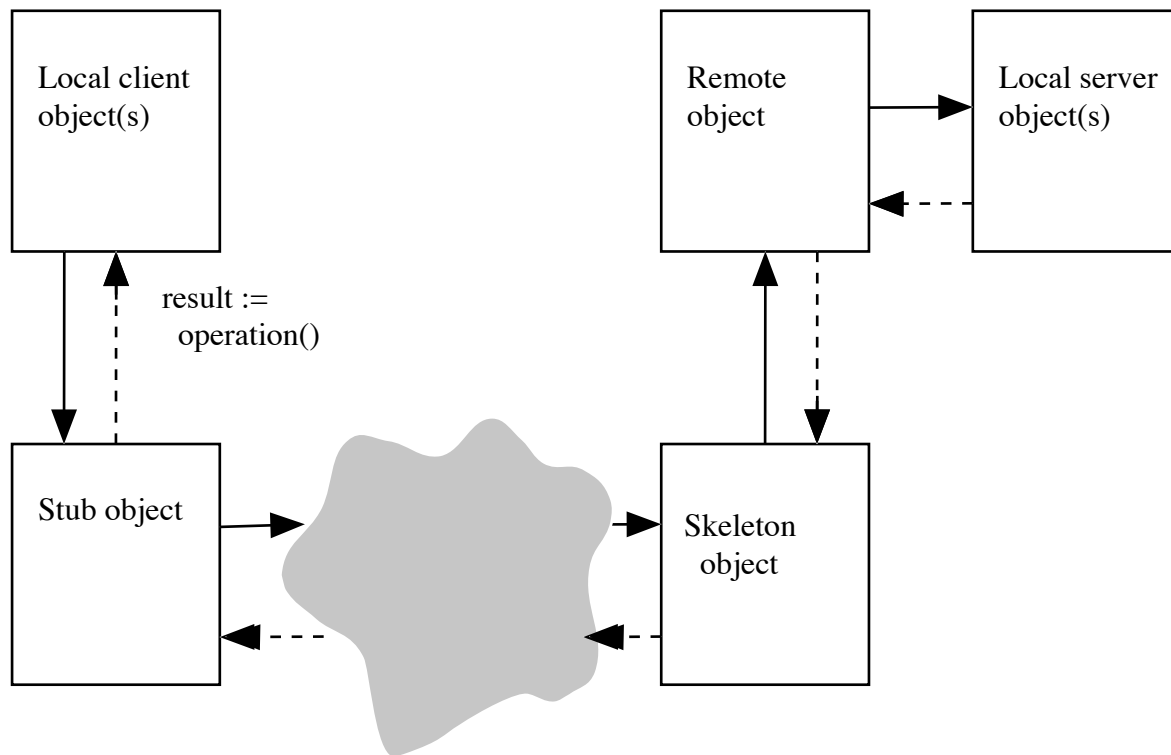 Local client
object(s)
Remote
object
Local server
object(s)
result :=
operation()
Stub object
Skeleton
object